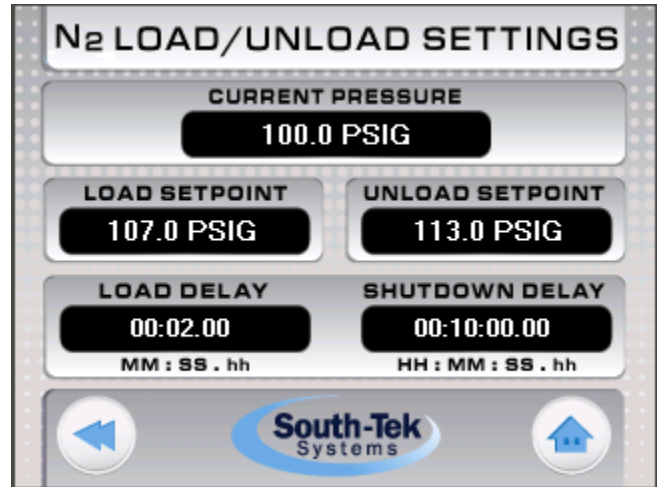 N2 LOAD/UNLOAD SETTINGS
CURRENT PRESSURE
100.0 PSIG
LOAD SETPOINT
107.0 PSIG
UNLOAD SETPOINT
113.0 PSIG
LOAD DELAY
00:02.00
MM : SS . hh
SHUTDOWN DELAY
00:10:00.00
HH : MM : SS . hh
South-Tek
Systems